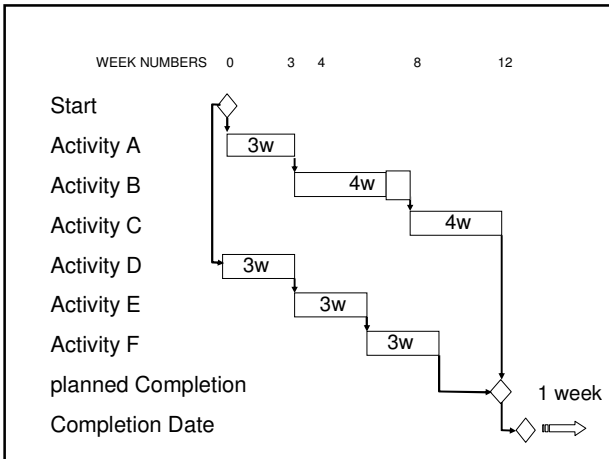 WEEK NUMBERS 0 3 4 8 12
Start
Activity A 3w
Activity B 4w
Activity C 4w
Activity D 3w
Activity E 3w
Activity F 3w
planned Completion 1 week
Completion Date